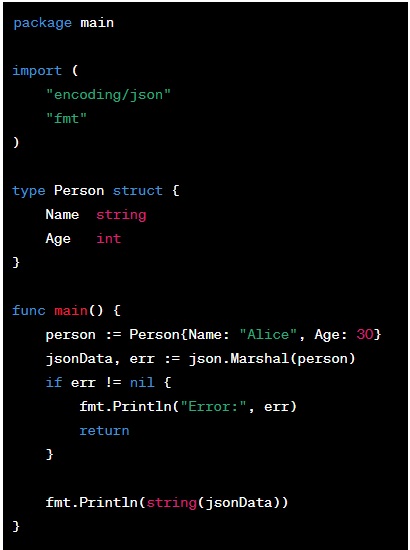 package main
import (
"encoding/json"
"fmt"
)
type Person struct {
Name string
Age int
}
func main() {
person := Person{Name: "Alice", Age: 30}
jsonData, err := json.Marshal(person)
if err != nil {
fmt.Println("Error:", err)
return
}
fmt.Println(string(jsonData))
}